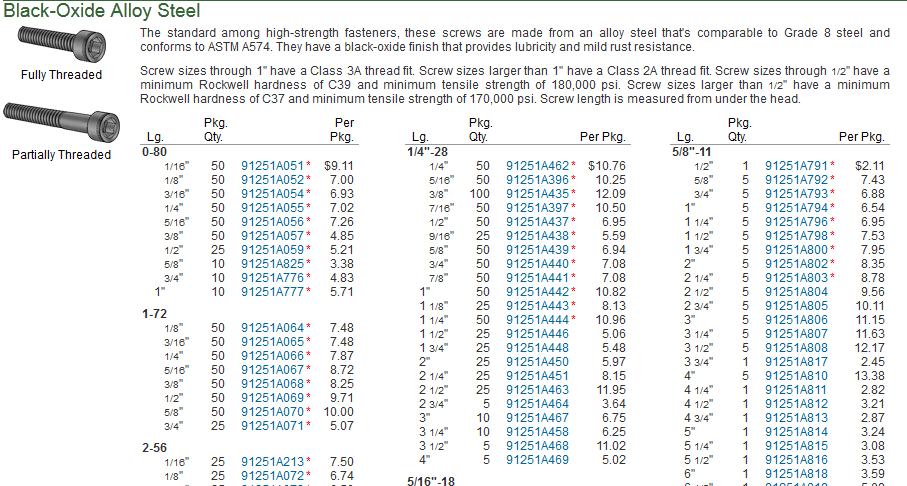 Black-Oxide Alloy Steel
Fully Threaded
Partially Threaded
The standard among high-strength fasteners, these screws are made from an alloy steel that's comparable to Grade 8 steel and
conforms to ASTM A574. They have a black-oxide finish that provides lubricity and mild rust resistance.
Screw sizes through 1" have a Class 3A thread fit. Screw sizes larger than 1" have a Class 2A thread fit. Screw sizes through 1/2" have a
minimum Rockwell hardness of C39 and minimum tensile strength of 180,000 psi. Screw sizes larger than 1/2" have a minimum
Rockwell hardness of C37 and minimum tensile strength of 170,000 psi. Screw length is measured from under the head.
Pkg. Per
Lg. Qty. Pkg.
0-80
1/16" 50 91251A051* $9.11
1/8" 50 91251A052* 7.00
3/16" 50 91251A054* 6.93
1/4" 50 91251A055* 7.02
5/16" 50 91251A056* 7.26
3/8" 50 91251A057* 4.85
1/2" 25 91251A059* 5.21
5/8" 10 91251A825* 3.38
3/4" 10 91251A776* 4.83
1" 10 91251A777* 5.71
1-72
1/8" 50 91251A064* 7.48
3/16" 50 91251A065* 7.48
1/4" 50 91251A066* 7.87
5/16" 50 91251A067* 8.72
3/8" 50 91251A068* 8.25
1/2" 50 91251A069* 9.71
5/8" 50 91251A070* 10.00
3/4" 25 91251A071* 5.07
2-56
1/16" 25 91251A213* 7.50
1/8" 25 91251A072* 6.74
Pkg.
Lg. Qty. Per Pkg.
1/4"-28
1/4" 50 91251A462* $10.76
5/16" 50 91251A396* 10.25
3/8" 100 91251A435* 12.09
7/16" 50 91251A397* 10.50
1/2" 50 91251A437* 6.95
9/16" 25 91251A438* 5.59
5/8" 50 91251A439* 6.94
3/4" 50 91251A440* 7.08
7/8" 50 91251A441* 7.08
1" 50 91251A442* 10.82
1 1/8" 25 91251A443* 8.13
1 1/4" 50 91251A444* 10.96
1 1/2" 25 91251A446 5.06
1 3/4" 25 91251A448 5.48
2" 25 91251A450 5.97
2 1/4" 25 91251A451 8.15
2 1/2" 25 91251A463 11.95
2 3/4" 5 91251A464 3.64
3" 10 91251A467 6.75
3 1/4" 10 91251A458 6.25
3 1/2" 5 91251A468 11.02
4" 5 91251A469 5.02
5/16"-18
Pkg.
Lg. Qty. Per Pkg.
5/8"-11
1/2" 1 91251A791* $2.11
5/8" 5 91251A792* 7.43
3/4" 5 91251A793* 6.88
1" 5 91251A794* 6.54
1 1/4" 5 91251A796* 6.95
1 1/2" 5 91251A798* 7.53
1 3/4" 5 91251A800* 7.95
2" 5 91251A802* 8.35
2 1/4" 5 91251A803* 8.78
2 1/2" 5 91251A804 9.56
2 3/4" 5 91251A805 10.11
3" 5 91251A806 11.15
3 1/4" 5 91251A807 11.63
3 1/2" 5 91251A808 12.17
3 3/4" 1 91251A817 2.45
4" 5 91251A810 13.38
4 1/4" 1 91251A811 2.82
4 1/2" 1 91251A812 3.21
4 3/4" 1 91251A813 2.87
5" 1 91251A814 3.24
5 1/4" 1 91251A815 3.08
5 1/2" 1 91251A816 3.53
6" 1 91251A818 3.59